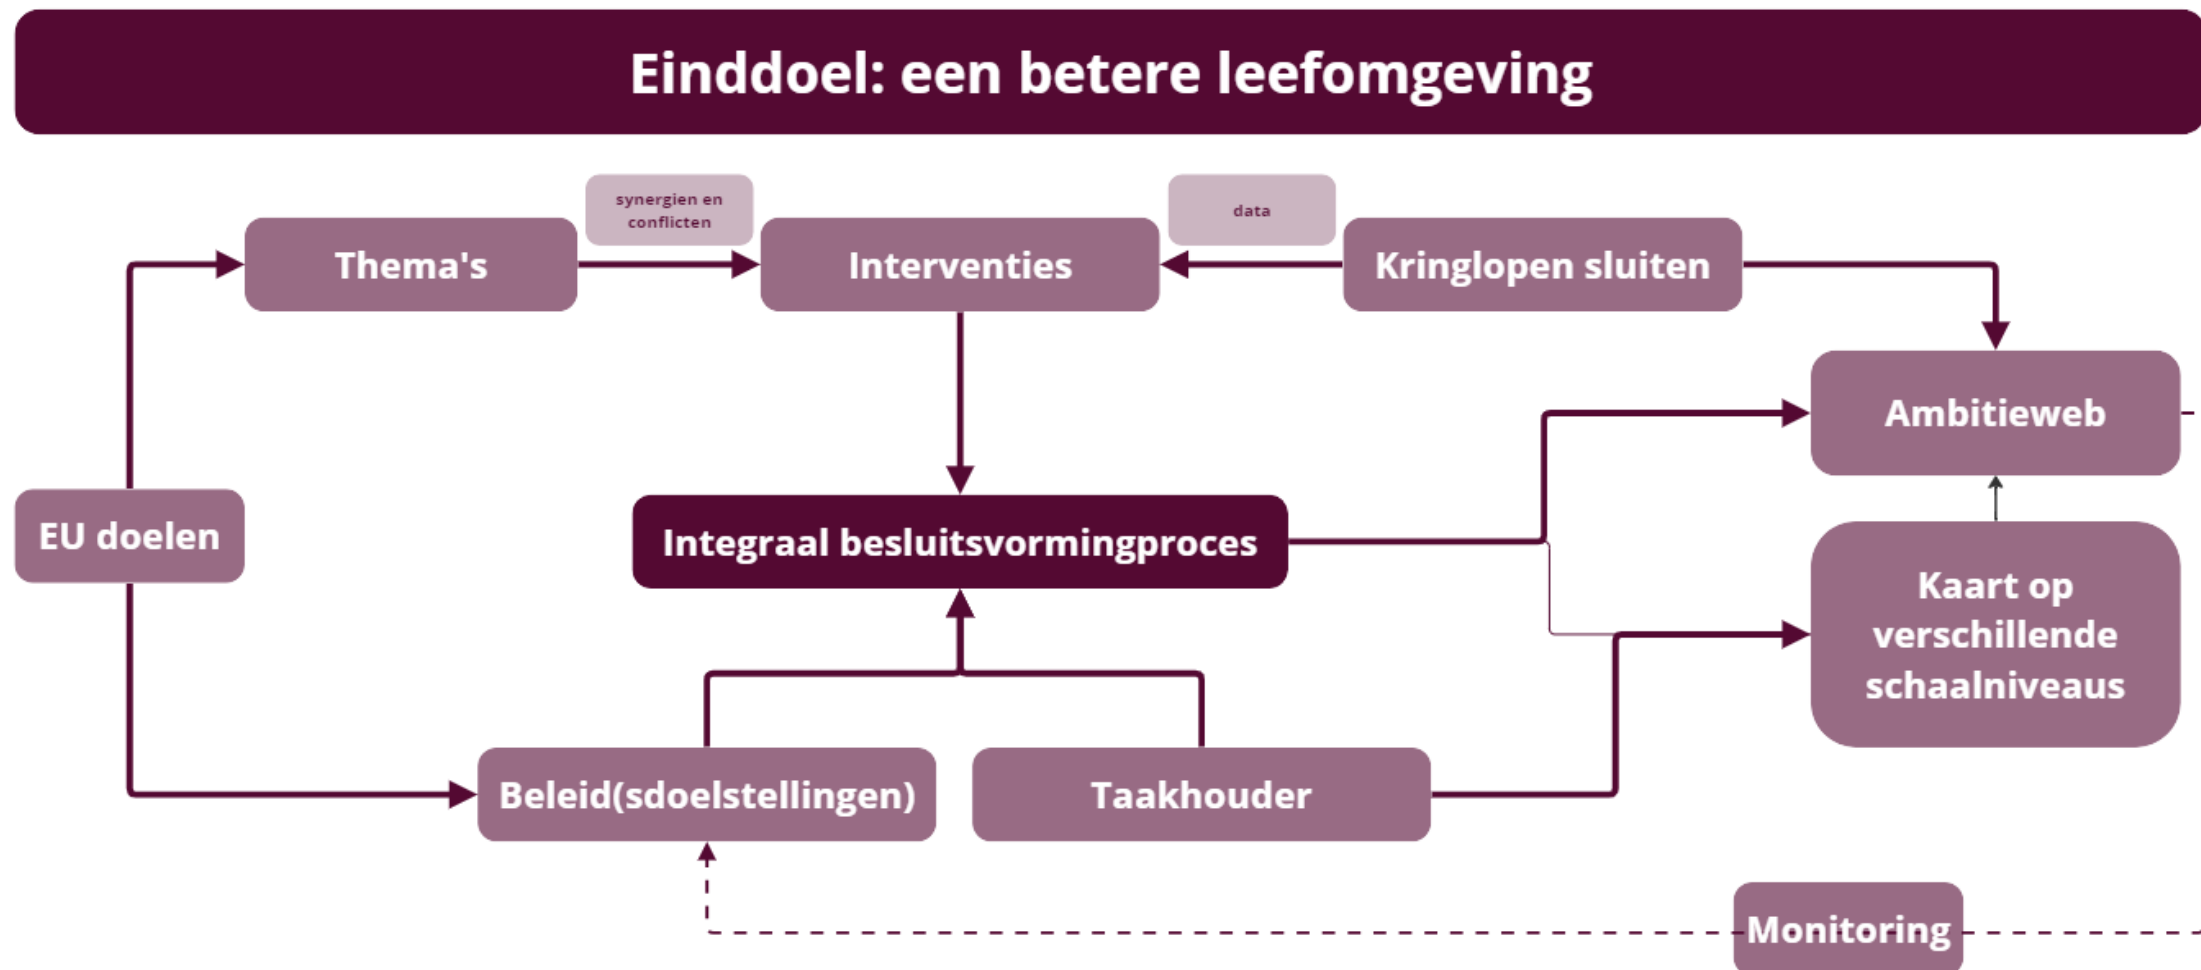 Einddoel: een betere leefomgeving
synergien en
conflicten
data
Thema's
Interventies
Kringlopen sluiten
Ambitieweb
EU doelen
Integraal besluitsvormingproces
Kaart op
verschillende
schaalniveaus
Beleid(sdoelstellingen)
Taakhouder
Monitoring